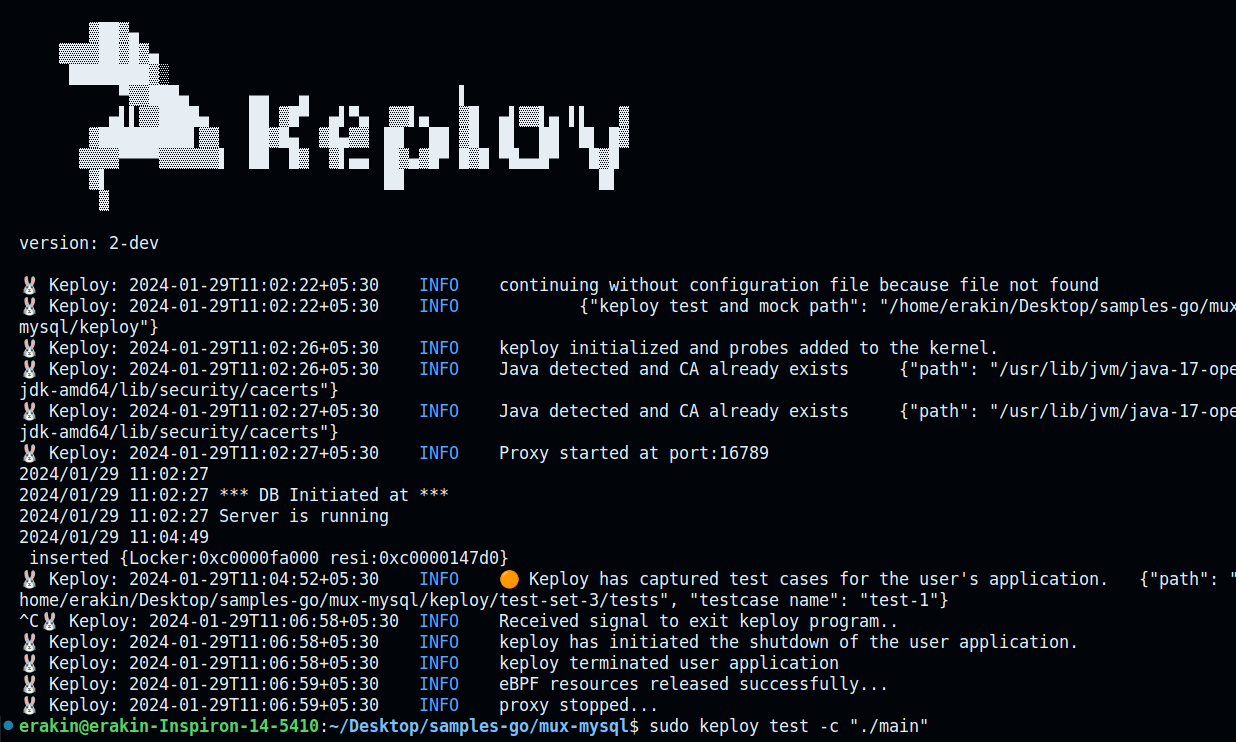 keploy
version: 2-dev
🐰 Keploy: 2024-01-29T11:02:22+05:30 INFO continuing without configuration file because file not found
🐰 Keploy: 2024-01-29T11:02:22+05:30 INFO {"keploy test and mock path": "/home/erakin/Desktop/samples-go/mux
mysql/keploy"}
🐰 Keploy: 2024-01-29T11:02:26+05:30 INFO keploy initialized and probes added to the kernel.
🐰 Keploy: 2024-01-29T11:02:26+05:30 INFO Java detected and CA already exists {"path": "/usr/lib/jvm/java-17-ope
jdk-amd64/lib/security/cacerts"}
🐰 Keploy: 2024-01-29T11:02:27+05:30 INFO Java detected and CA already exists {"path": "/usr/lib/jvm/java-17-ope
jdk-amd64/lib/security/cacerts"}
🐰 Keploy: 2024-01-29T11:02:27+05:30 INFO Proxy started at port:16789
2024/01/29 11:02:27
2024/01/29 11:02:27 *** DB Initiated at ***
2024/01/29 11:02:27 Server is running
2024/01/29 11:04:49
inserted {Locker:0xc0000fa000 resi:0xc0000147d0}
🐰 Keploy: 2024-01-29T11:04:52+05:30 INFO 🟠 Keploy has captured test cases for the user's application. {"path": "
home/erakin/Desktop/samples-go/mux-mysql/keploy/test-set-3/tests", "testcase name": "test-1"}
^C🐰 Keploy: 2024-01-29T11:06:58+05:30 INFO Received signal to exit keploy program..
🐰 Keploy: 2024-01-29T11:06:58+05:30 INFO keploy has initiated the shutdown of the user application.
🐰 Keploy: 2024-01-29T11:06:58+05:30 INFO keploy terminated user application
🐰 Keploy: 2024-01-29T11:06:59+05:30 INFO eBPF resources released successfully...
🐰 Keploy: 2024-01-29T11:06:59+05:30 INFO proxy stopped...
erakin@erakin-Inspiron-14-5410:~/Desktop/samples-go/mux-mysql$ sudo keploy test -c "./main"